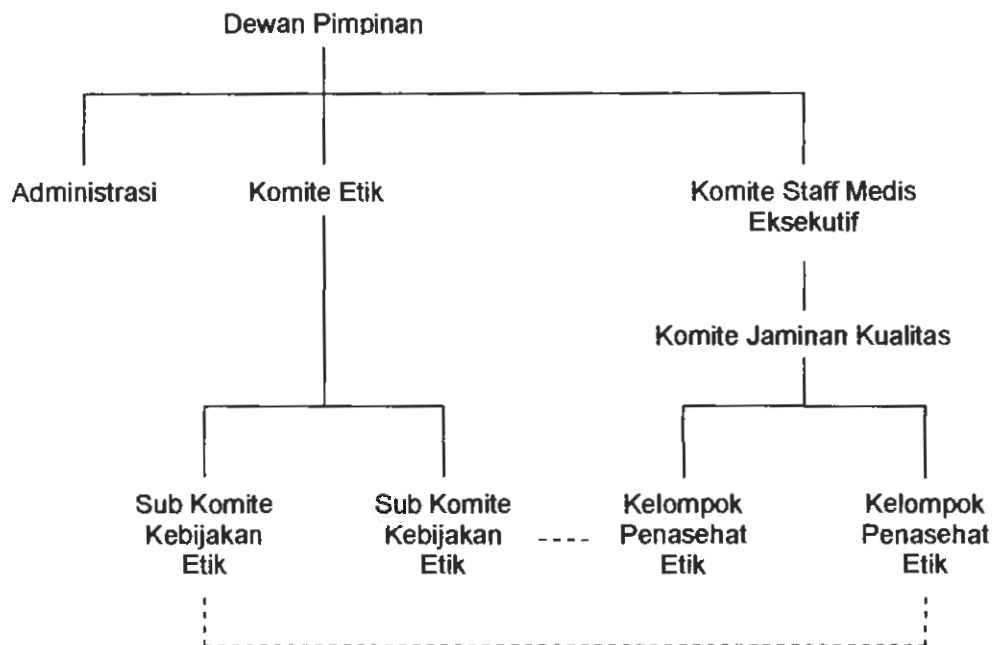 Dewan Pimpinan
Administrasi
Komite Etik
Komite Staff Medis
Eksekutif
Komite Jaminan Kualitas
Sub Komite
Kebijakan
Etik
Sub Komite
Kebijakan
Etik
Kelompok
Penasehat
Etik
Kelompok
Penasehat
Etik